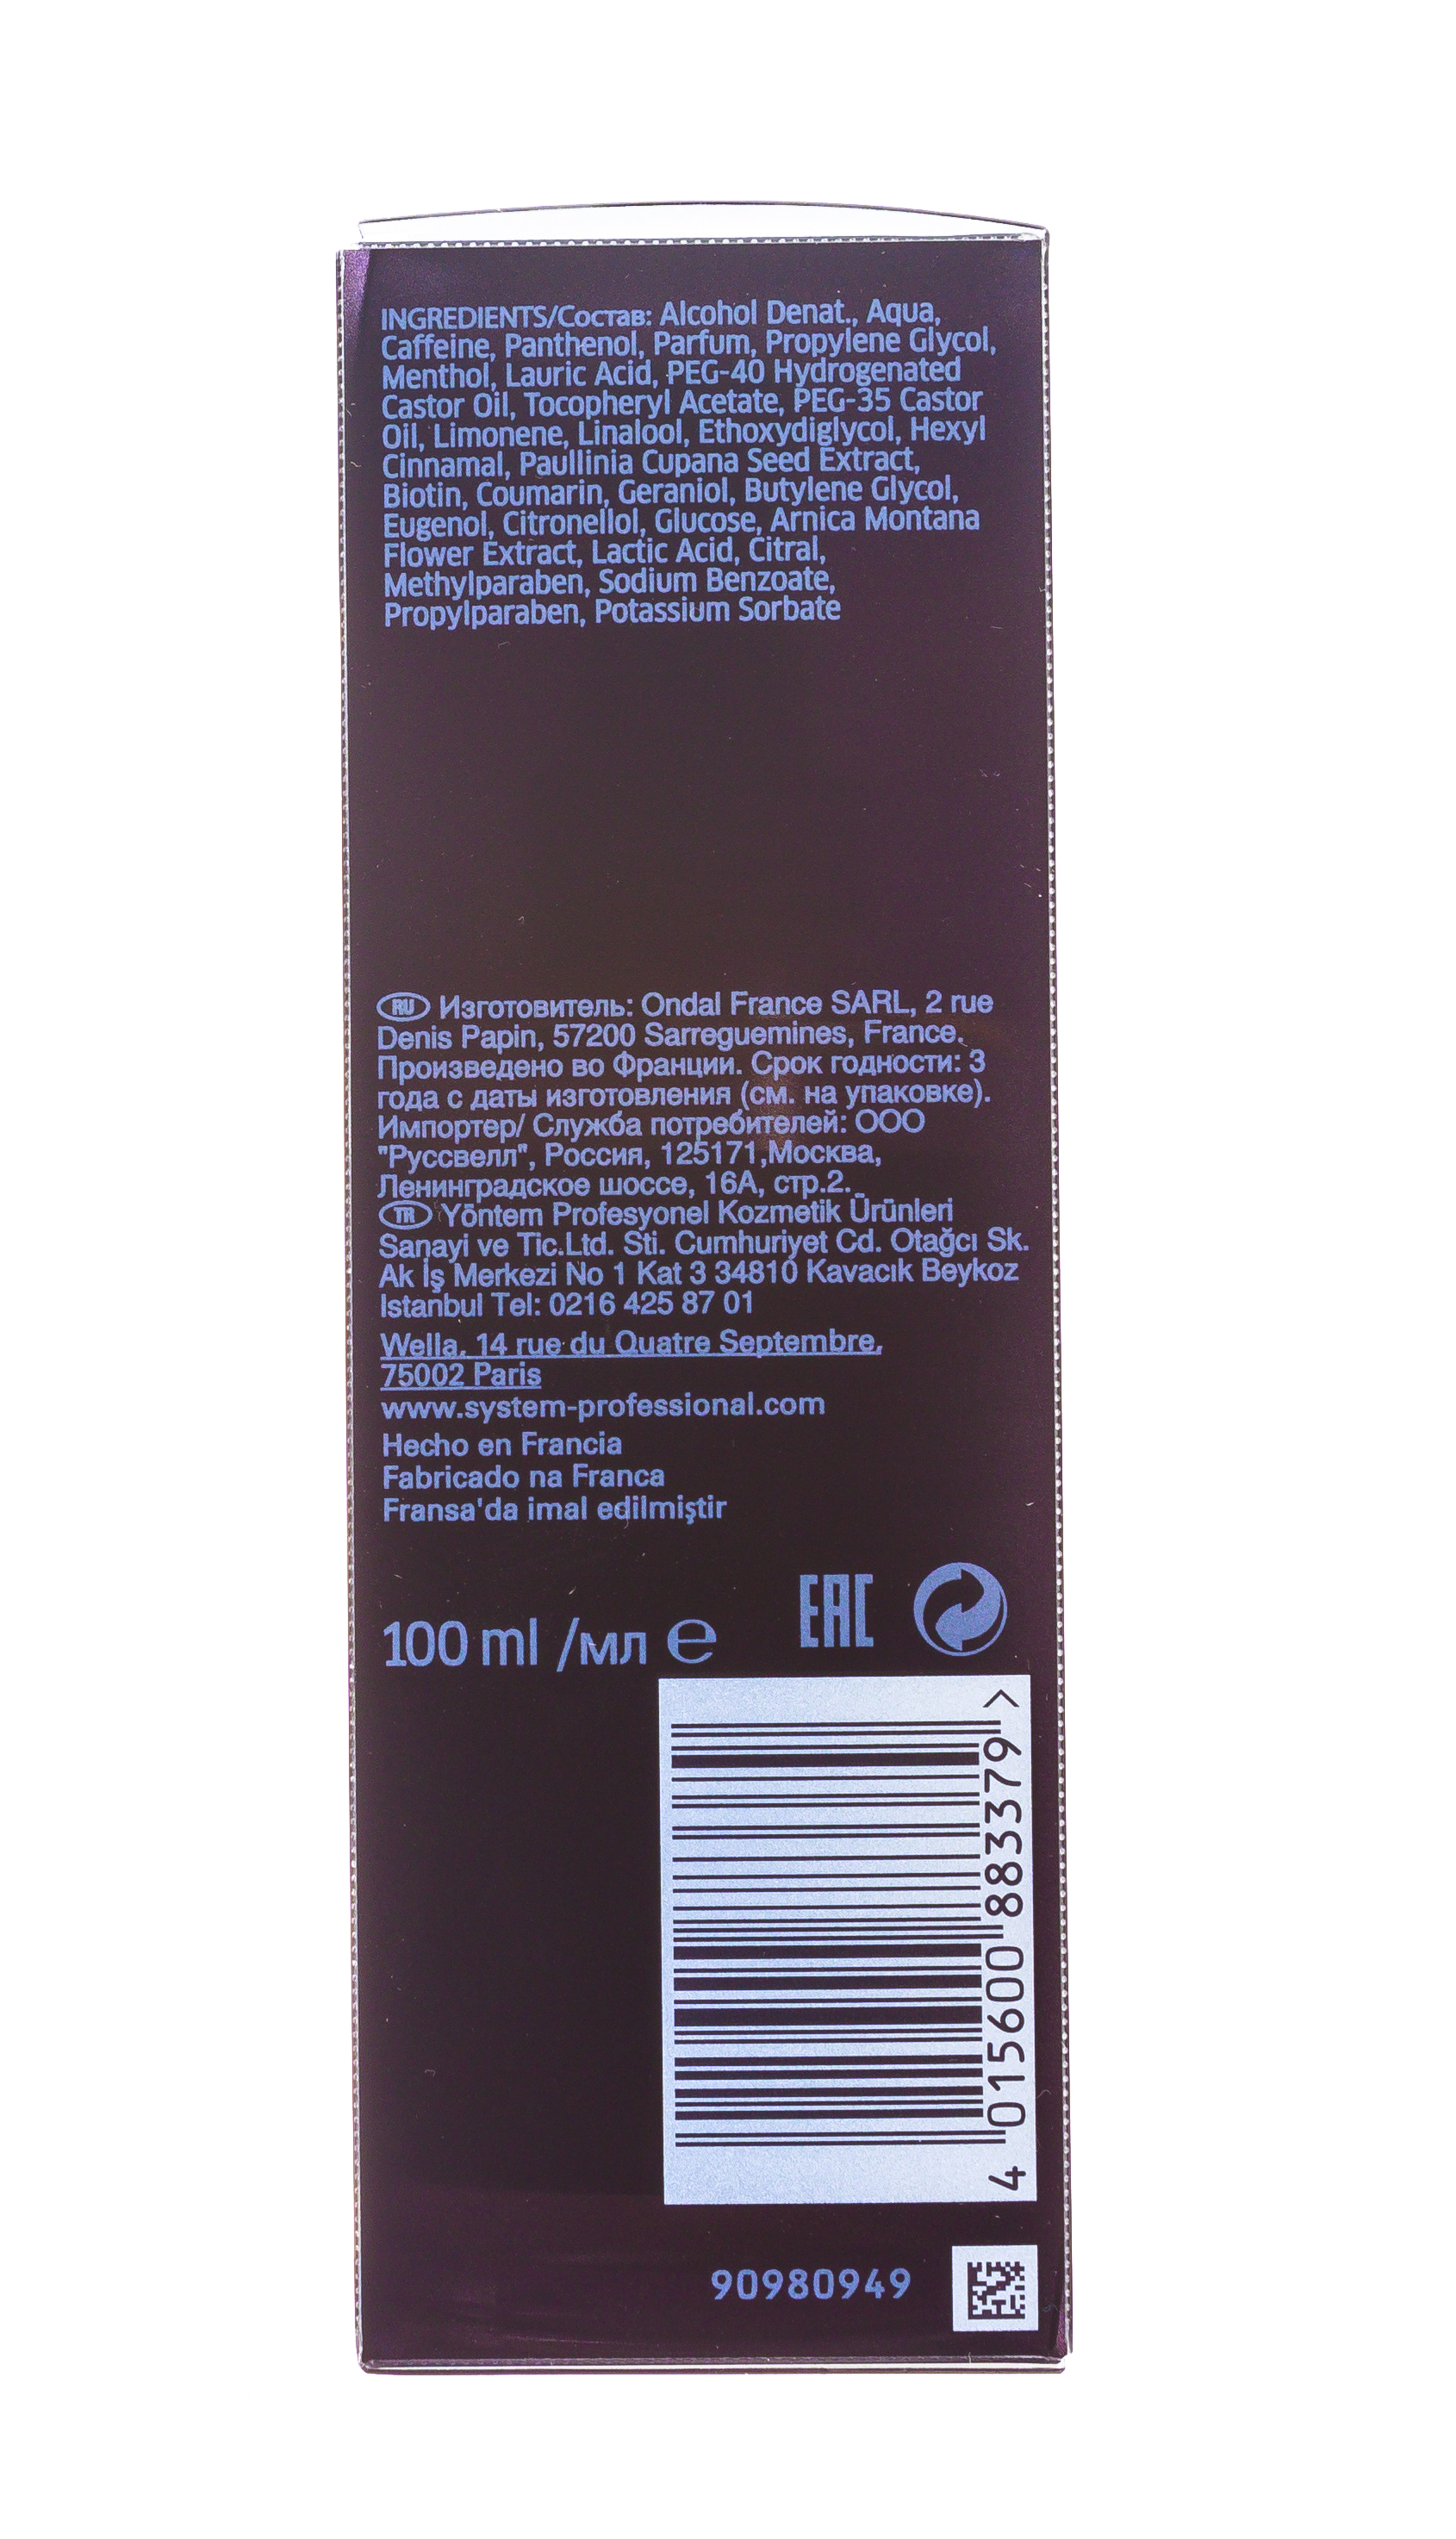 INGREDIENTS/Состав: Alcohol Denat., Aqua,
Caffeine, Panthenol, Parfum, Propylene Glycol,
Menthol, Lauric Acid, PEG-40 Hydrogenated
Castor Oil, Tocopheryl Acetate, PEG-35 Castor
Oil, Limonene, Linalool, Ethoxydiglycol, Hexyl
Cinnamal, Paullinia Cupana Seed Extract,
Biotin, Coumarin, Geraniol, Butylene Glycol,
Eugenol, Citronellol, Glucose, Arnica Montana
Flower Extract, Lactic Acid, Citral,
Methylparaben, Sodium Benzoate,
Propylparaben, Potassium Sorbate
RU Изготовитель: Ondal France SARL, 2 rue
Denis Papin, 57200 Sarreguemines, France.
Произведено во Франции. Срок годности: 3
года с даты изготовления (см. на упаковке).
Импортер/ Служба потребителей: ООО
"Руссвелл", Россия, 125171,Москва,
Ленинградское шоссе, 16А, стр.2.
TR Yöntem Profesyonel Kozmetik Ürünleri
Sanayi ve Tic.Ltd. Sti. Cumhuriyet Cd. Otağcı Sk.
Ak İş Merkezi No 1 Kat 3 34810 Kavacık Beykoz
Istanbul Tel: 0216 425 87 01
Wella, 14 rue du Quatre Septembre,
75002 Paris
www.system-professional.com
Hecho en Francia
Fabricado na Franca
Fransa'da imal edilmiştir
100 ml /мл e
EAC
4 015600 883379 >
90980949